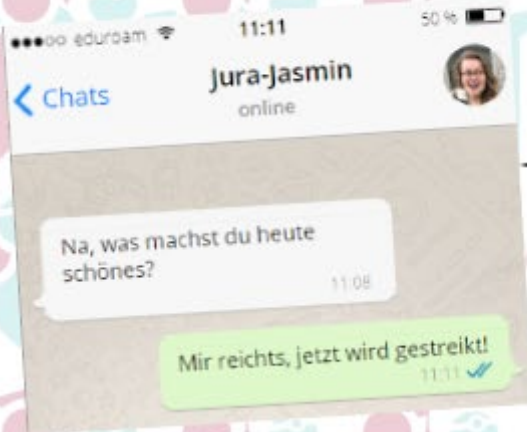 eduroam 11:11 50 %
Chats Jura-Jasmin
online
Na, was machst du heute
schönes?
11:08
Mir reichts, jetzt wird gestreikt!
11:11